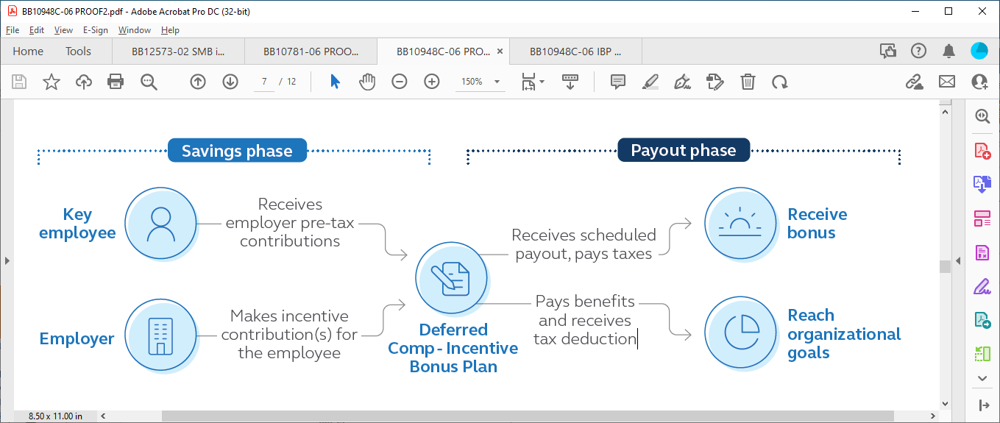 BB10948C-06 PROOF2.pdf - Adobe Acrobat Pro DC (32-bit)
File Edit View E-Sign Window Help
Home Tools BB12573-02 SMB i... BB10781-06 PROO... BB10948C-06 PRO... × BB10948C-06 IBP ...
7 / 12 150%
Savings phase
Payout phase
Key
employee
Receives
employer pre-tax
contributions
Employer
Makes incentive
contribution(s) for
the employee
Deferred
Comp - Incentive
Bonus Plan
Receives scheduled
payout, pays taxes
Receive
bonus
Pays benefits
and receives
tax deduction
Reach
organizational
goals
8.50 x 11.00 in